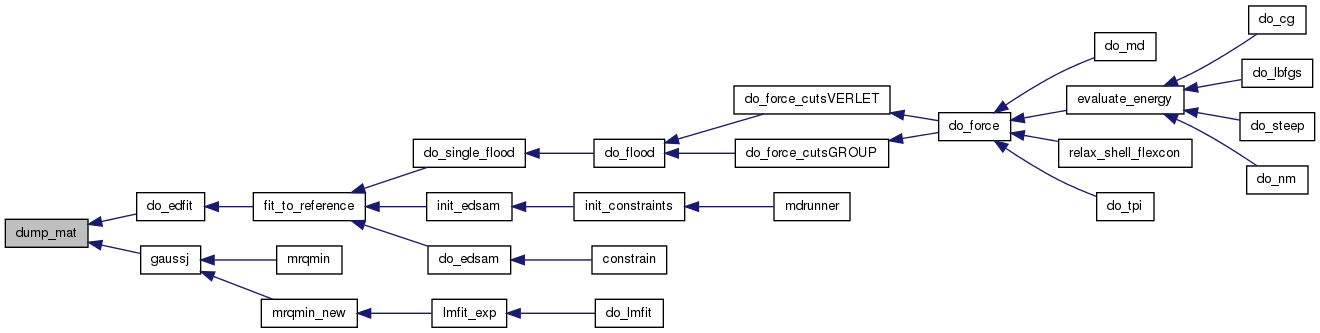 do_cg
do_md
do_lbfgs
do_force_cutsVERLET
evaluate_energy
do_force
do_steep
do_single_flood
do_flood
do_force_cutsGROUP
relax_shell_flexcon
do_nm
do_edfit
fit_to_reference
init_edsam
init_constraints
mdrunner
do_tpi
dump_mat
gaussj
mrqmin
do_edsam
constrain
mrqmin_new
lmfit_exp
do_lmfit